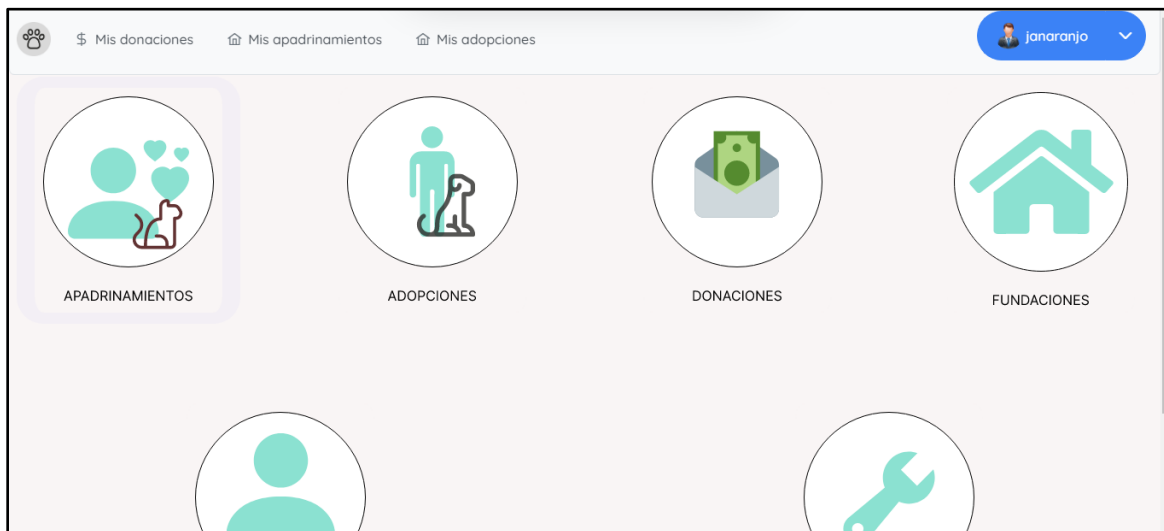 $ Mis donaciones
Mis apadrinamientos
Mis adopciones
janaranjo
APADRINAMIENTOS
ADOPCIONES
DONACIONES
FUNDACIONES